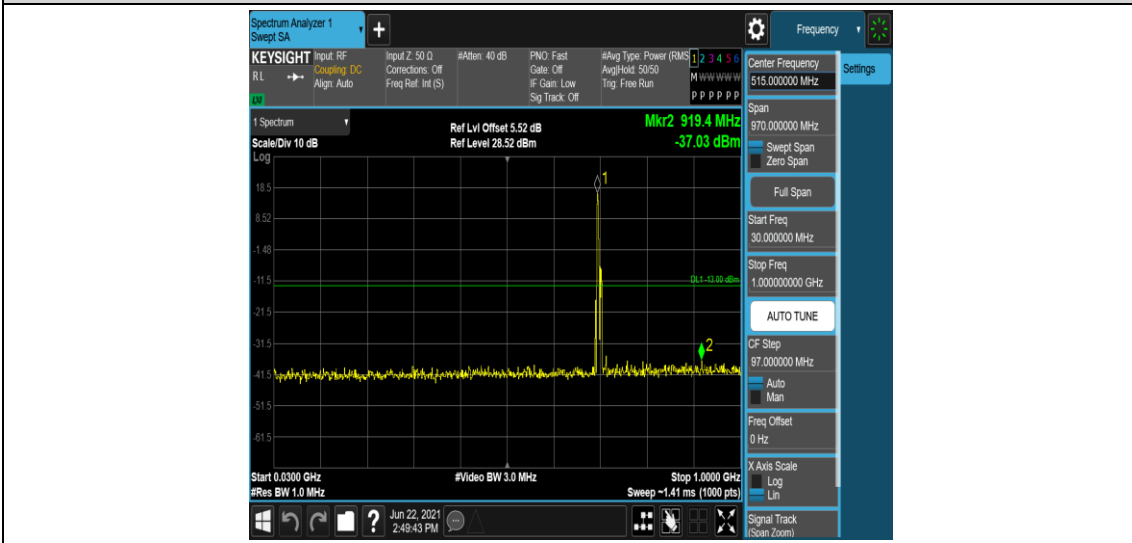 Spectrum Analyzer 1
Swept SA
+
Frequency
KEYSIGHT
RL
LXI
Input: RF
Coupling: DC
Align: Auto
Input Z: 50 Ω
Corrections: Off
Freq Ref: Int (S)
#Atten: 40 dB
PNO: Fast
Gate: Off
IF Gain: Low
Sig Track: Off
#Avg Type: Power (RMS
Avg|Hold: 50/50
Trig: Free Run
1 2 3 4 5 6
M W W W W W
P P P P P P
1 Spectrum
Scale/Div 10 dB
Log
Ref Lvl Offset 5.52 dB
Ref Level 28.52 dBm
Mkr2 919.4 MHz
-37.03 dBm
1
18.5
8.52
-1.48
-11.5
DL1 -13.00 dBm
-21.5
-31.5
2
-41.5
-51.5
-61.5
Start 0.0300 GHz
#Res BW 1.0 MHz
#Video BW 3.0 MHz
Stop 1.0000 GHz
Sweep ~1.41 ms (1000 pts)
?
Jun 22, 2021
2:49:43 PM
Center Frequency
515.000000 MHz
Settings
Span
970.000000 MHz
Swept Span
Zero Span
Full Span
Start Freq
30.000000 MHz
Stop Freq
1.000000000 GHz
AUTO TUNE
CF Step
97.000000 MHz
Auto
Man
Freq Offset
0 Hz
X Axis Scale
Log
Lin
Signal Track
(Span Zoom)